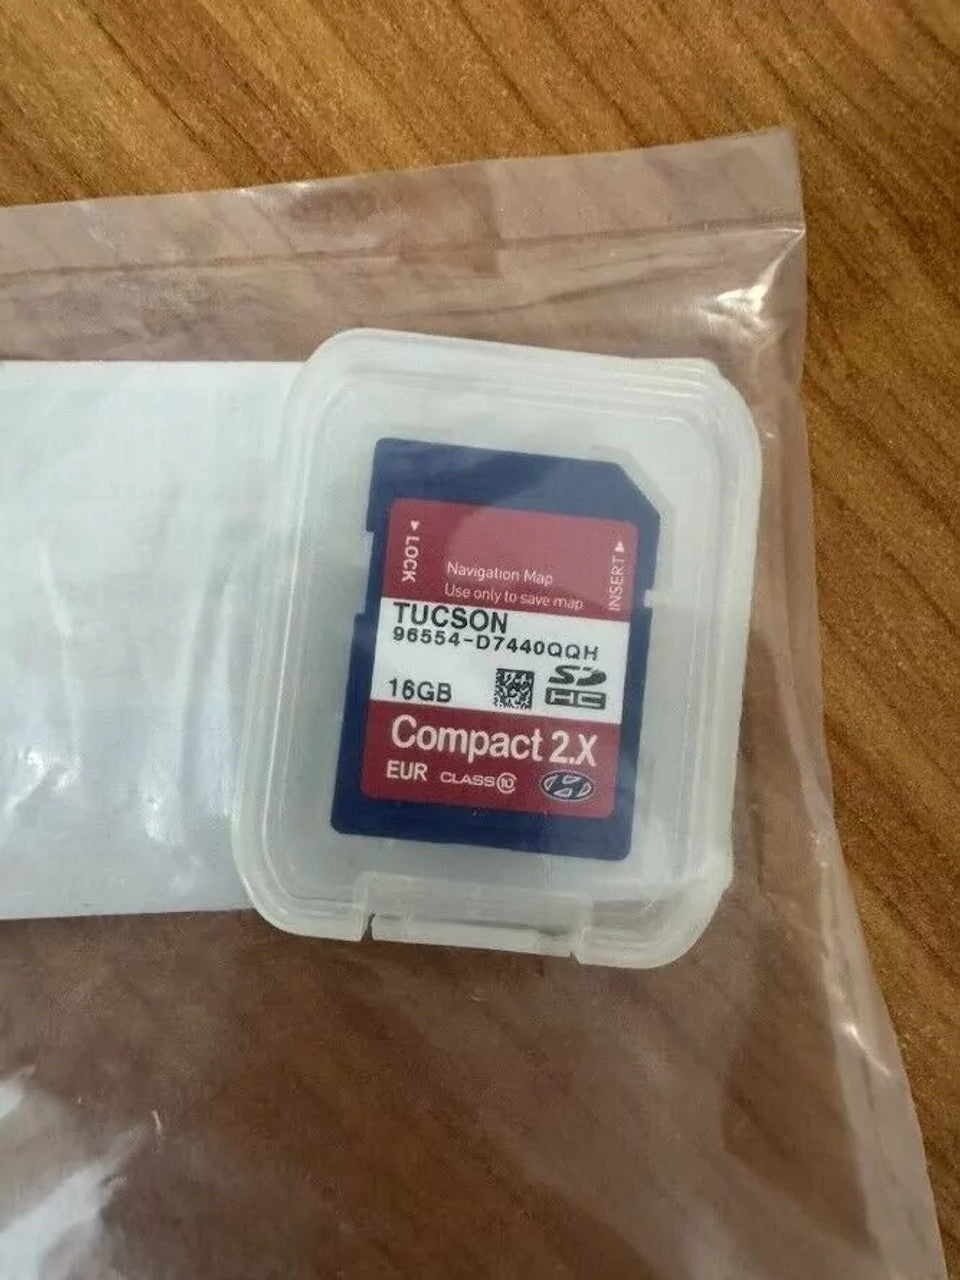 LOCK
INSERT
Navigation Map
Use only to save map
TUCSON
96554-D7440QQH
16GB
SD
HC
Compact 2.X
EUR CLASS 10